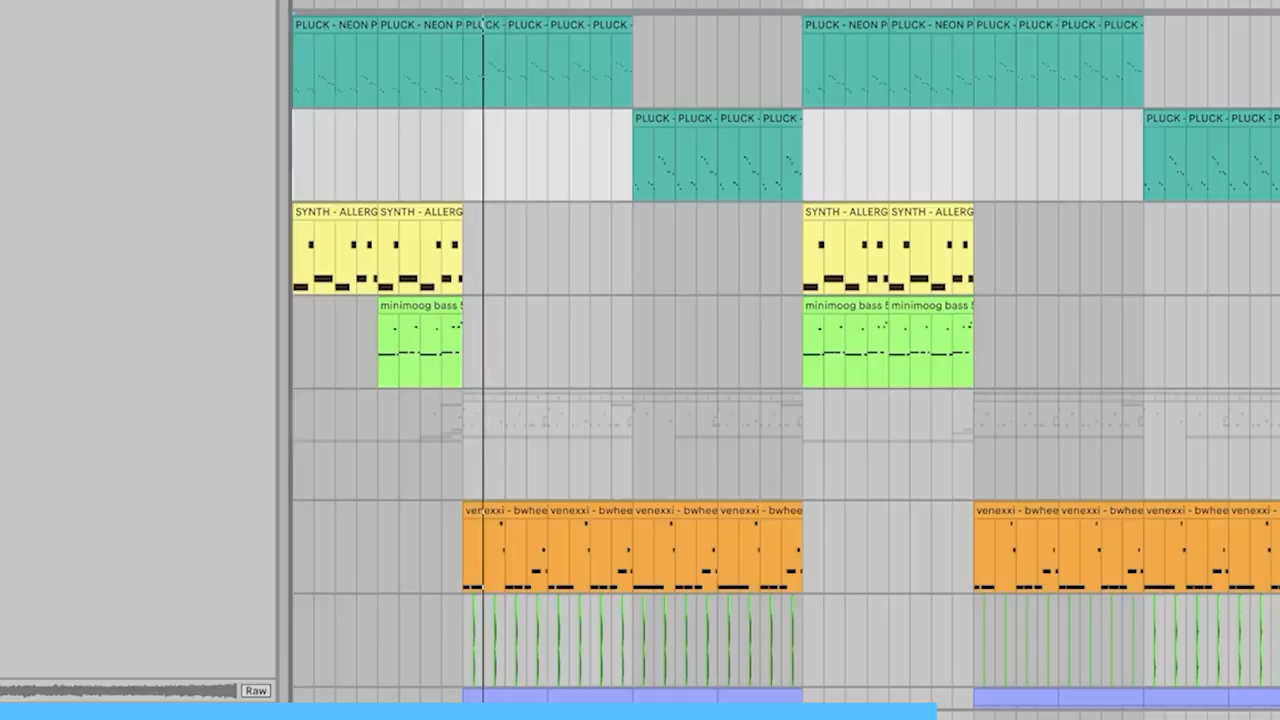 PLUCK - NEON P PLUCK - NEON P PLUCK - PLUCK - PLUCK - PLUCK - PLUCK - NEON P PLUCK - NEON P PLUCK - PLUCK - PLUCK - PLUCK -
PLUCK - PLUCK - PLUCK - PLUCK - PLUCK - PLUCK - PLUCK - P
SYNTH - ALLERG SYNTH - ALLERG SYNTH - ALLERG SYNTH - ALLERG
minimoog bass minimoog bass minimoog bass
venexxi - bwhee venexxi - bwhee venexxi - bwhee venexxi - bwhee venexxi - bwhee venexxi - bwhee venexxi - bwhee venexxi -
Raw